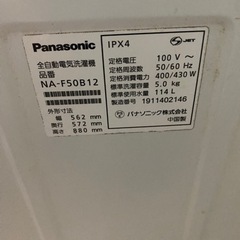 Panasonic
全自動電気洗濯機
品番
NA-F50B12
外形寸法
幅 562 mm
奥行 572 mm
高さ 880 mm
IPX4
JET
定格電圧 100 V ~
定格周波数 50/60 Hz
定格消費電力 400/430 W
標準洗濯容量 5.0 kg
標準使用水量 114 L
製造番号 1911402146
パナソニック株式会社
中国製